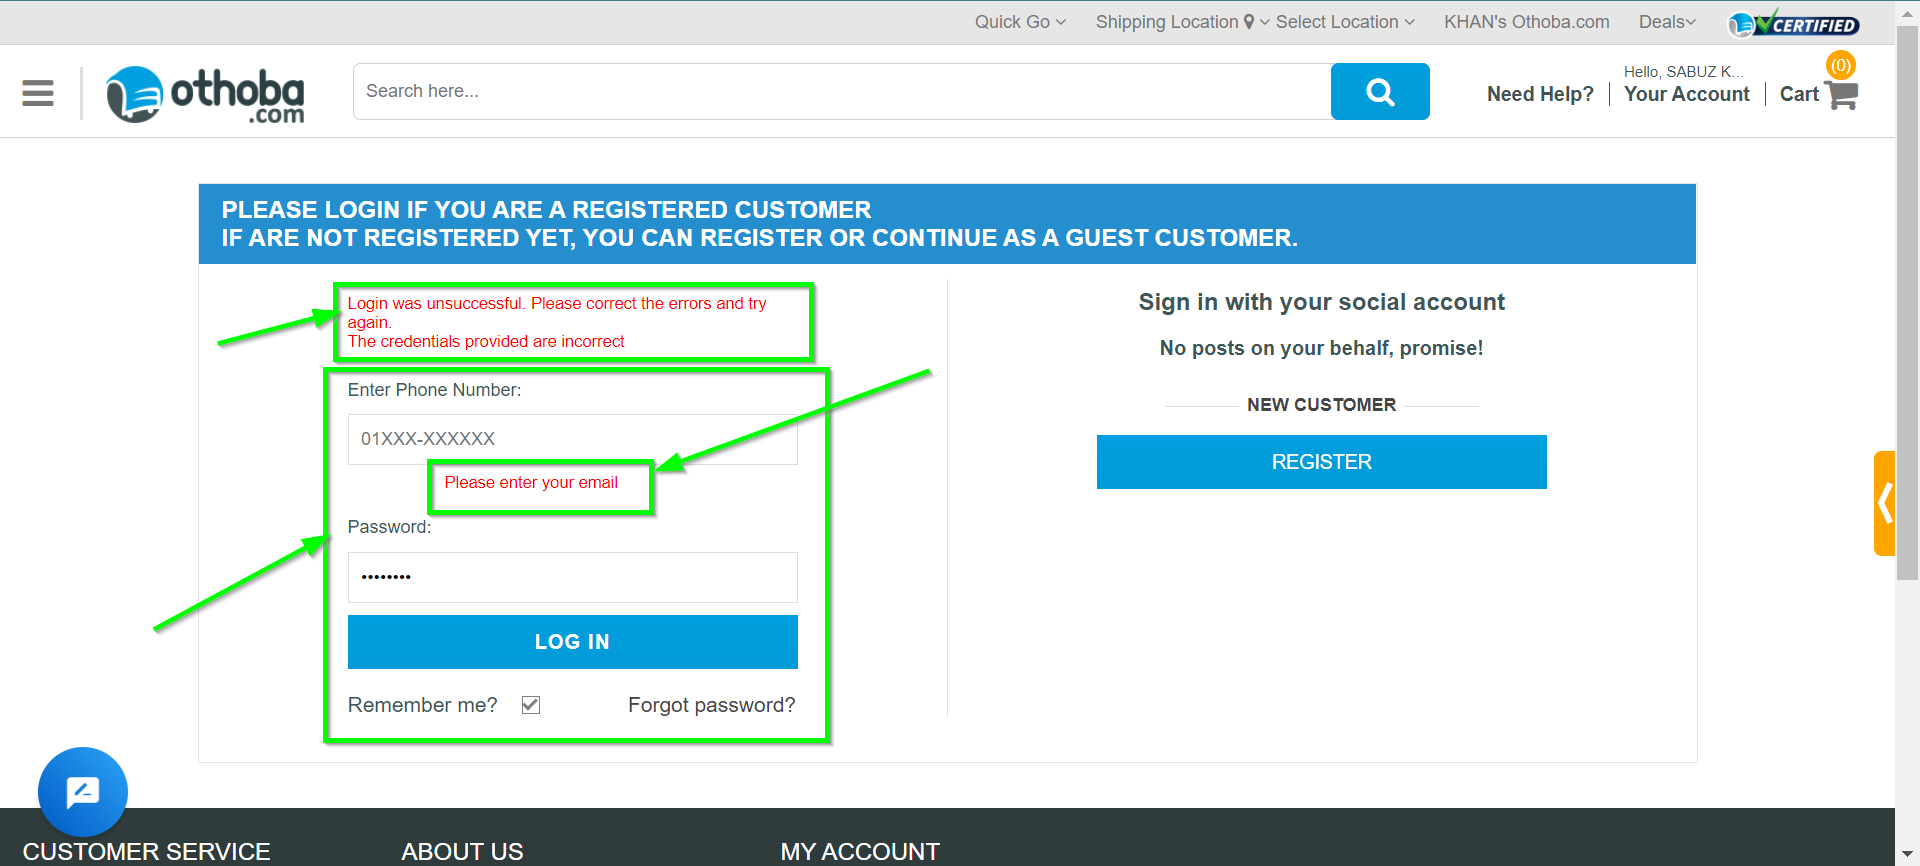 Quick Go
Shipping Location
Select Location
KHAN's Othoba.com
Deals
CERTIFIED
othoba
.com
Search here...
Need Help?
Hello, SABUZ K...
Your Account
(0)
Cart
PLEASE LOGIN IF YOU ARE A REGISTERED CUSTOMER
IF ARE NOT REGISTERED YET, YOU CAN REGISTER OR CONTINUE AS A GUEST CUSTOMER.
Login was unsuccessful. Please correct the errors and try
again.
The credentials provided are incorrect
Enter Phone Number:
01XXX-XXXXXX
Please enter your email
Password:
••••••••
LOG IN
Remember me?
Forgot password?
Sign in with your social account
No posts on your behalf, promise!
NEW CUSTOMER
REGISTER
CUSTOMER SERVICE
ABOUT US
MY ACCOUNT